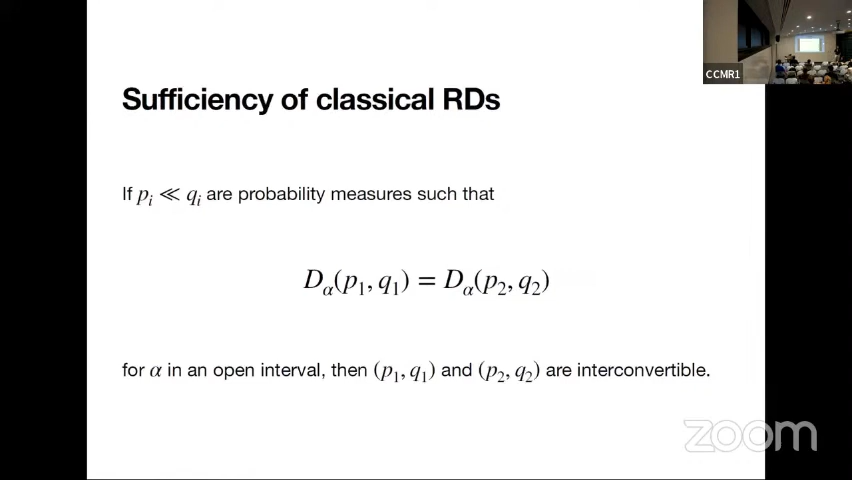 CCMR1
Sufficiency of classical RDs
If pᵢ ≪ qᵢ are probability measures such that
D_α(p₁, q₁) = D_α(p₂, q₂)
for α in an open interval, then (p₁, q₁) and (p₂, q₂) are interconvertible.
zoom